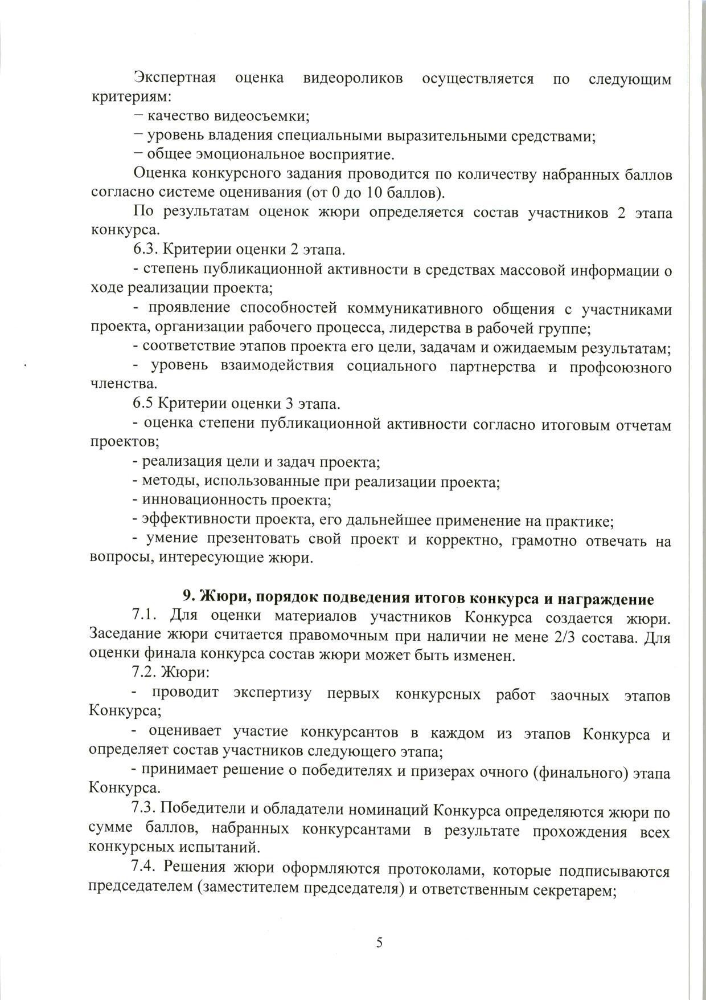 Экспертная оценка видеороликов осуществляется по следующим
критериям:
− качество видеосъемки;
− уровень владения специальными выразительными средствами;
− общее эмоциональное восприятие.
Оценка конкурсного задания проводится по количеству набранных баллов
согласно системе оценивания (от 0 до 10 баллов).
По результатам оценок жюри определяется состав участников 2 этапа
конкурса.
6.3. Критерии оценки 2 этапа.
- степень публикационной активности в средствах массовой информации о
ходе реализации проекта;
- проявление способностей коммуникативного общения с участниками
проекта, организации рабочего процесса, лидерства в рабочей группе;
- соответствие этапов проекта его цели, задачам и ожидаемым результатам;
- уровень взаимодействия социального партнерства и профсоюзного
членства.
6.5 Критерии оценки 3 этапа.
- оценка степени публикационной активности согласно итоговым отчетам
проектов;
- реализация цели и задач проекта;
- методы, использованные при реализации проекта;
- инновационность проекта;
- эффективности проекта, его дальнейшее применение на практике;
- умение презентовать свой проект и корректно, грамотно отвечать на
вопросы, интересующие жюри.
9. Жюри, порядок подведения итогов конкурса и награждение
7.1. Для оценки материалов участников Конкурса создается жюри.
Заседание жюри считается правомочным при наличии не мене 2/3 состава. Для
оценки финала конкурса состав жюри может быть изменен.
7.2. Жюри:
- проводит экспертизу первых конкурсных работ заочных этапов
Конкурса;
- оценивает участие конкурсантов в каждом из этапов Конкурса и
определяет состав участников следующего этапа;
- принимает решение о победителях и призерах очного (финального) этапа
Конкурса.
7.3. Победители и обладатели номинаций Конкурса определяются жюри по
сумме баллов, набранных конкурсантами в результате прохождения всех
конкурсных испытаний.
7.4. Решения жюри оформляются протоколами, которые подписываются
председателем (заместителем председателя) и ответственным секретарем;
5